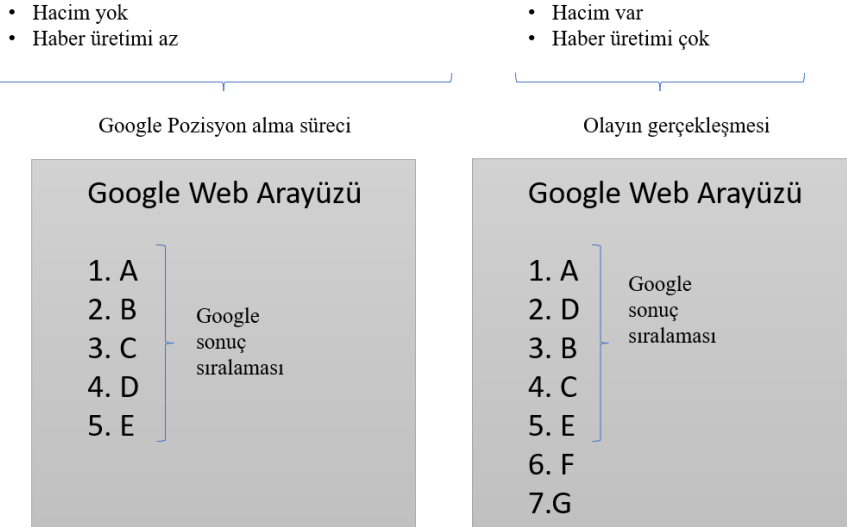 • Hacim yok
• Haber üretimi az
Google Pozisyon alma süreci
Google Web Arayüzü
1. A
2. B
3. C
4. D
5. E
Google
sonuç
sıralaması
• Hacim var
• Haber üretimi çok
Olayın gerçekleşmesi
Google Web Arayüzü
1. A
2. D
3. B
4. C
5. E
6. F
7.G
Google
sonuç
sıralaması